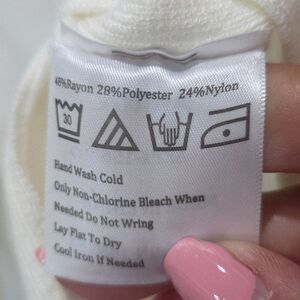 48%Rayon 28%Polyester 24%Nylon
30
Hand Wash Cold
Only Non-Chlorine Bleach When
Needed Do Not Wring
Lay Flat To Dry
Cool Iron if Needed